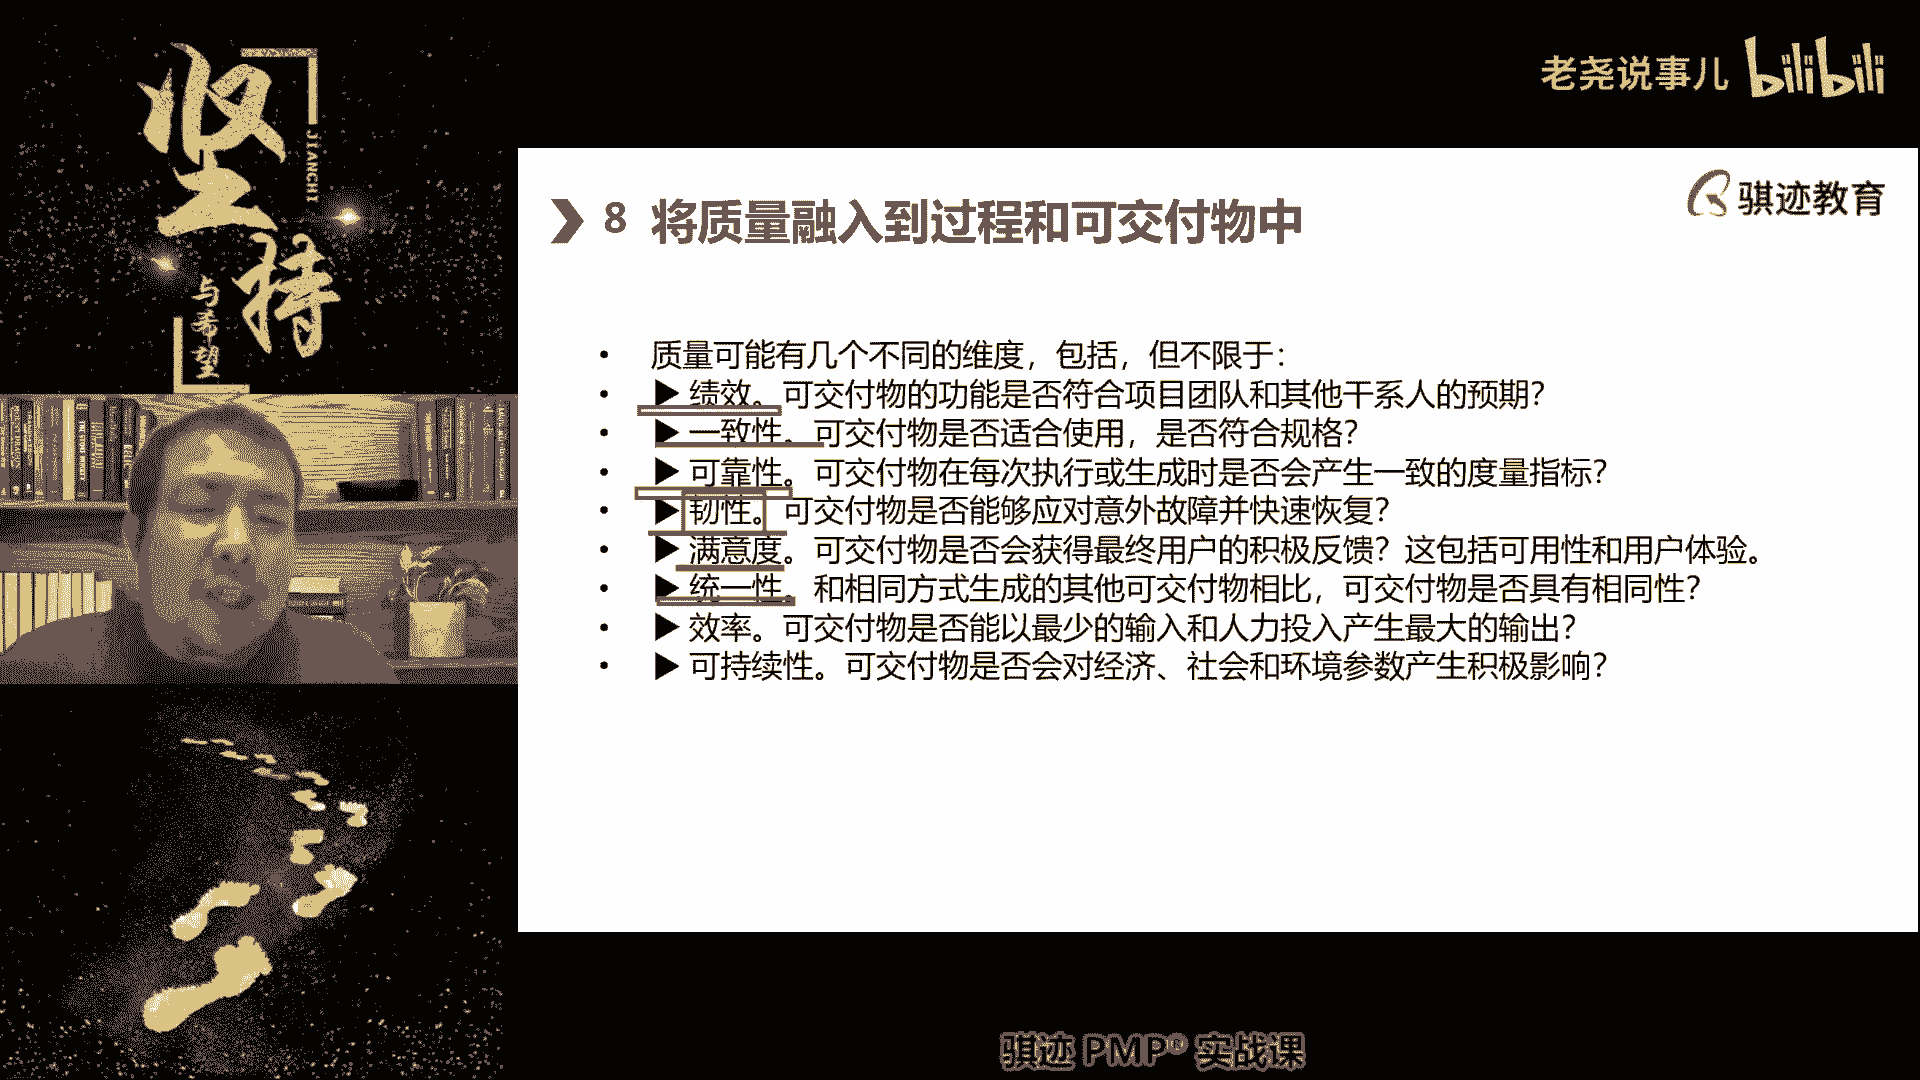 坚持
JIANCHI
与希望
老尧说事儿 bilibili
骐迹教育
8 将质量融入到过程和可交付物中
• 质量可能有几个不同的维度，包括，但不限于：
• ▶ 绩效。可交付物的功能是否符合项目团队和其他干系人的预期？
• ▶ 一致性。可交付物是否适合使用，是否符合规格？
• ▶ 可靠性。可交付物在每次执行或生成时是否会产生一致的度量指标？
• ▶ 韧性。可交付物是否能够应对意外故障并快速恢复？
• ▶ 满意度。可交付物是否会获得最终用户的积极反馈？这包括可用性和用户体验。
• ▶ 统一性。和相同方式生成的其他可交付物相比，可交付物是否具有相同性？
• ▶ 效率。可交付物是否能以最少的输入和人力投入产生最大的输出？
• ▶ 可持续性。可交付物是否会对经济、社会和环境参数产生积极影响？
骐迹 PMP® 实战课